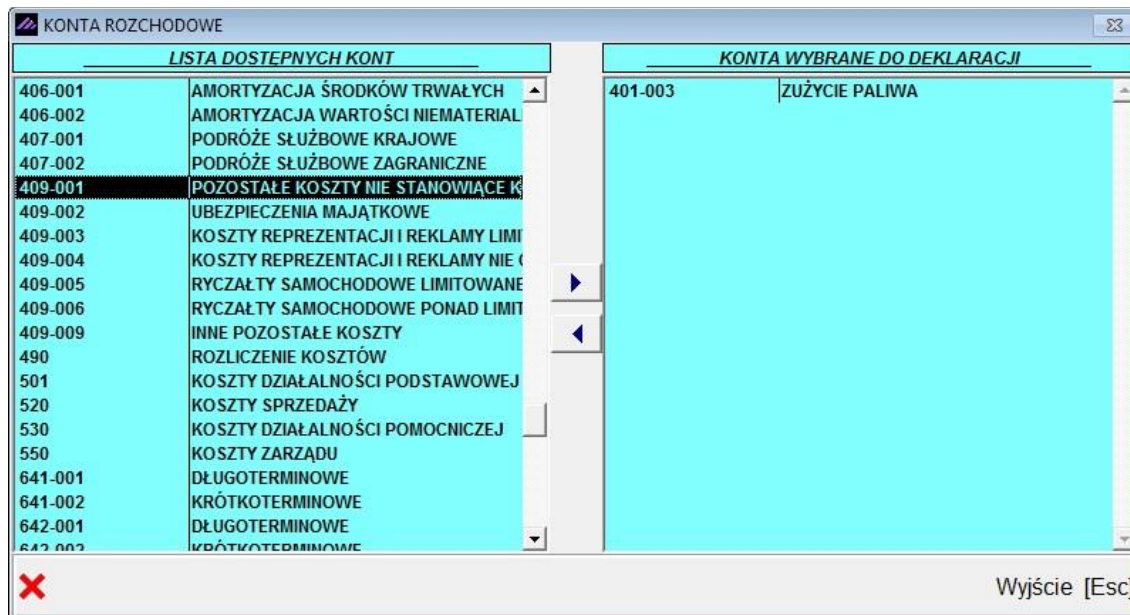 KONTA ROZCHODOWE
LISTA DOSTĘPNYCH KONT
406-001 AMORTYZACJA ŚRODKÓW TRWAŁYCH
406-002 AMORTYZACJA WARTOŚCI NIEMATERIAL
407-001 PODRÓŻE SŁUŻBOWE KRAJOWE
407-002 PODRÓŻE SŁUŻBOWE ZAGRANICZNE
409-001 POZOSTAŁE KOSZTY NIE STANOWIĄCE K
409-002 UBEZPIECZENIA MAJĄTKOWE
409-003 KOSZTY REPREZENTACJI I REKLAMY LIMI
409-004 KOSZTY REPREZENTACJI I REKLAMY NIE
409-005 RYCZAŁTY SAMOCHODOWE LIMITOWANE
409-006 RYCZAŁTY SAMOCHODOWE PONAD LIMIT
409-009 INNE POZOSTAŁE KOSZTY
490 ROZLICZENIE KOSZTÓW
501 KOSZTY DZIAŁALNOŚCI PODSTAWOWEJ
520 KOSZTY SPRZEDAŻY
530 KOSZTY DZIAŁALNOŚCI POMOCNICZEJ
550 KOSZTY ZARZĄDU
641-001 DŁUGOTERMINOWE
641-002 KRÓTKOTERMINOWE
642-001 DŁUGOTERMINOWE
642-002 KRÓTKOTERMINOWE
KONTA WYBRANE DO DEKLARACJI
401-003 ZUŻYCIE PALIWA
Wyjście [Esc]